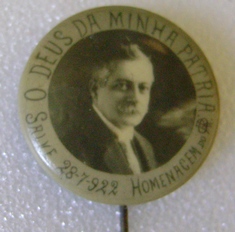 O DEUS DA MINHA PATRIA
SALVE 28-7-922 HOMENAGEM